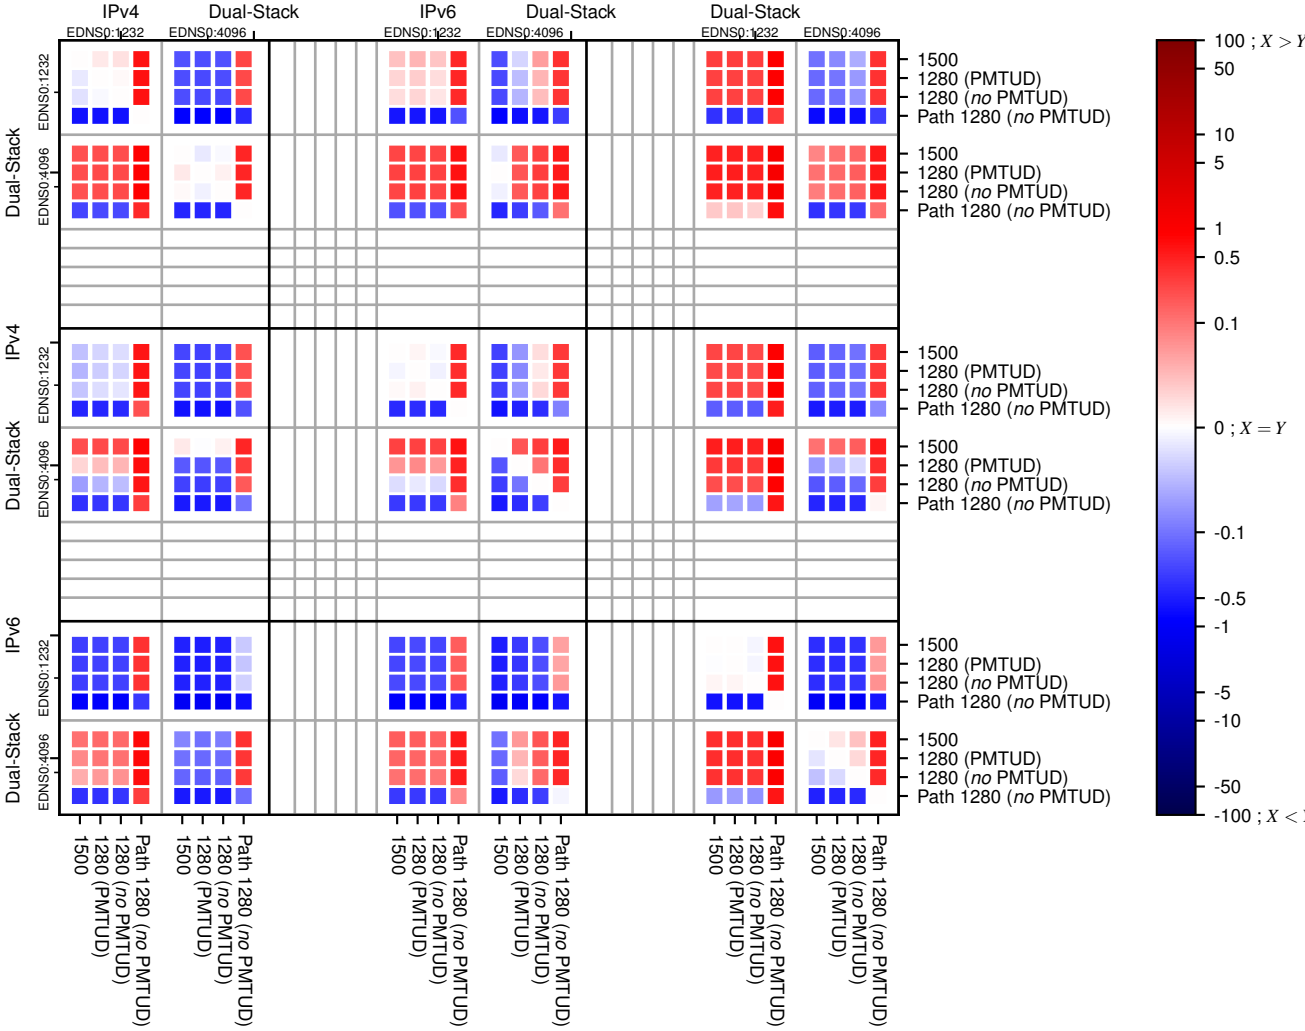 IPv4 Dual-Stack IPv6 Dual-Stack Dual-Stack
EDNS0:1232 EDNS0:4096 EDNS0:1232 EDNS0:4096 EDNS0:1232 EDNS0:4096
Dual-Stack
EDNS0:1232
1500
1280 (PMTUD)
1280 (no PMTUD)
Path 1280 (no PMTUD)
EDNS0:4096
1500
1280 (PMTUD)
1280 (no PMTUD)
Path 1280 (no PMTUD)
IPv4
Dual-Stack
EDNS0:1232
1500
1280 (PMTUD)
1280 (no PMTUD)
Path 1280 (no PMTUD)
EDNS0:4096
1500
1280 (PMTUD)
1280 (no PMTUD)
Path 1280 (no PMTUD)
IPv6
Dual-Stack
EDNS0:1232
1500
1280 (PMTUD)
1280 (no PMTUD)
Path 1280 (no PMTUD)
EDNS0:4096
1500
1280 (PMTUD)
1280 (no PMTUD)
Path 1280 (no PMTUD)
1500
1280 (PMTUD)
1280 (no PMTUD)
Path 1280 (no PMTUD)
1500
1280 (PMTUD)
1280 (no PMTUD)
Path 1280 (no PMTUD)
1500
1280 (PMTUD)
1280 (no PMTUD)
Path 1280 (no PMTUD)
1500
1280 (PMTUD)
1280 (no PMTUD)
Path 1280 (no PMTUD)
1500
1280 (PMTUD)
1280 (no PMTUD)
Path 1280 (no PMTUD)
1500
1280 (PMTUD)
1280 (no PMTUD)
Path 1280 (no PMTUD)
100 ; X > Y
50
10
5
1
0.5
0.1
0 ; X = Y
-0.1
-0.5
-1
-5
-10
-50
-100 ; X <